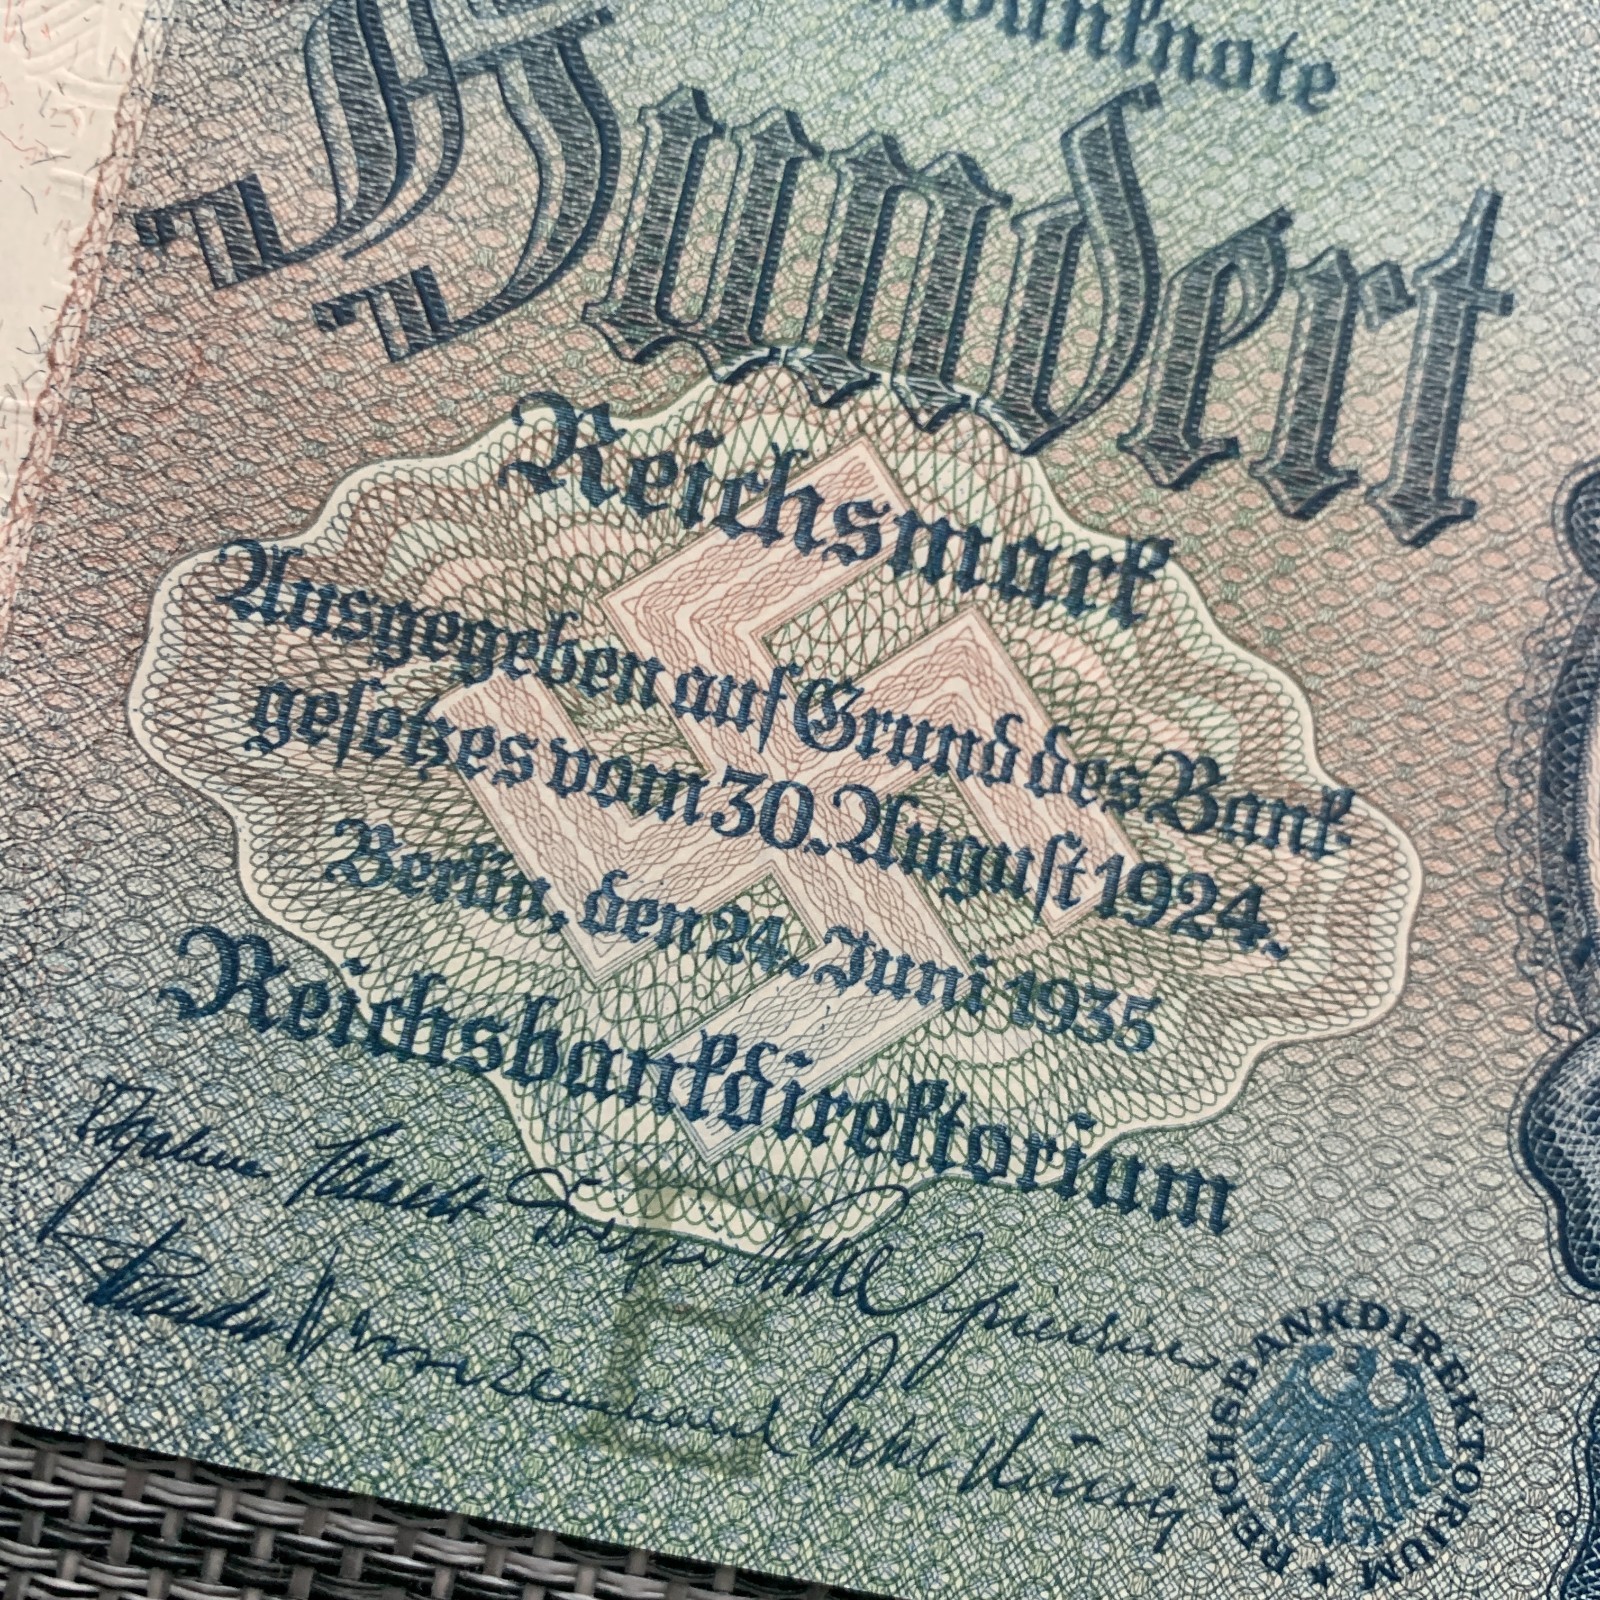 banknote
Hundert
Reichsmark
Ausgegeben auf Grund des Bank-
gesetzes vom 30. August 1924.
Berlin, den 24. Juni 1935
Reichsbankdirektorium
REICHSBANKDIREKTORIUM